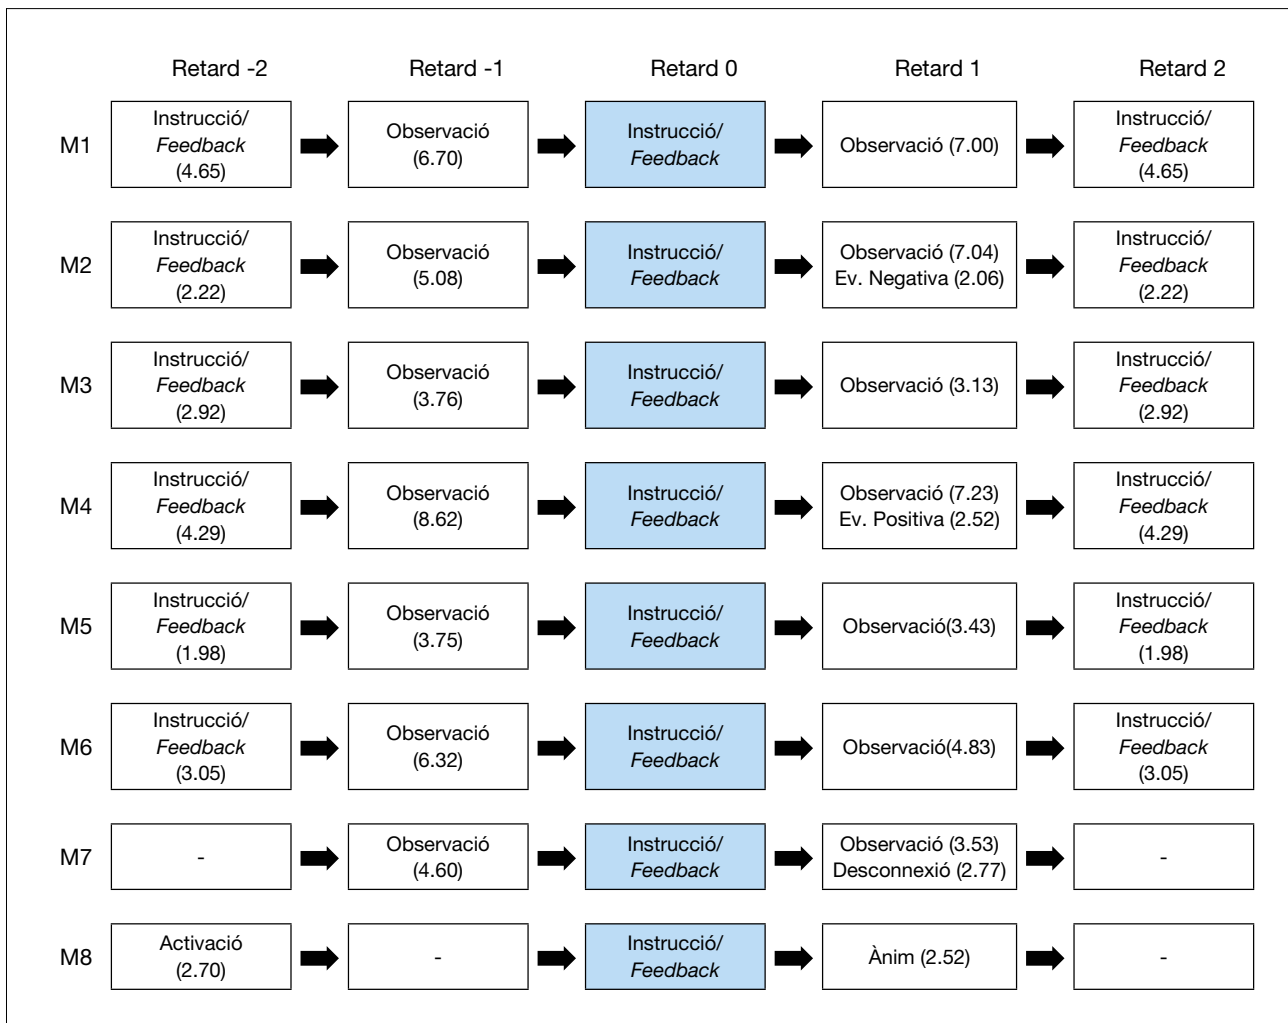 Retard -2 Retard -1 Retard 0 Retard 1 Retard 2
M1
Instrucció/
Feedback
(4.65)
Observació
(6.70)
Instrucció/
Feedback
Observació (7.00)
Instrucció/
Feedback
(4.65)
M2
Instrucció/
Feedback
(2.22)
Observació
(5.08)
Instrucció/
Feedback
Observació (7.04)
Ev. Negativa (2.06)
Instrucció/
Feedback
(2.22)
M3
Instrucció/
Feedback
(2.92)
Observació
(3.76)
Instrucció/
Feedback
Observació (3.13)
Instrucció/
Feedback
(2.92)
M4
Instrucció/
Feedback
(4.29)
Observació
(8.62)
Instrucció/
Feedback
Observació (7.23)
Ev. Positiva (2.52)
Instrucció/
Feedback
(4.29)
M5
Instrucció/
Feedback
(1.98)
Observació
(3.75)
Instrucció/
Feedback
Observació(3.43)
Instrucció/
Feedback
(1.98)
M6
Instrucció/
Feedback
(3.05)
Observació
(6.32)
Instrucció/
Feedback
Observació(4.83)
Instrucció/
Feedback
(3.05)
M7
-
Observació
(4.60)
Instrucció/
Feedback
Observació (3.53)
Desconnexió (2.77)
-
M8
Activació
(2.70)
-
Instrucció/
Feedback
Ànim (2.52)
-